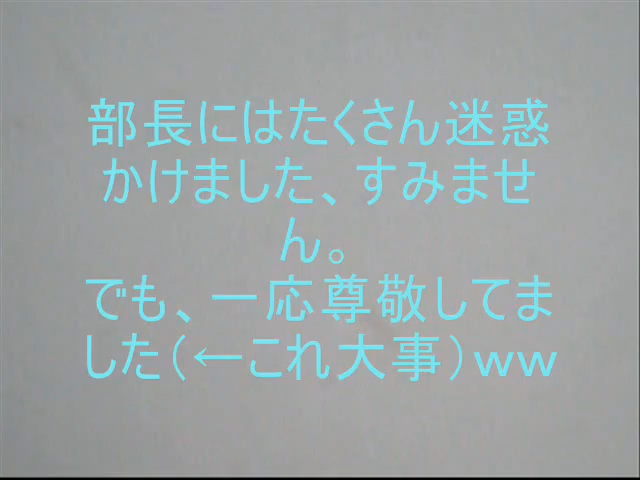 部長にはたくさん迷惑
かけました、すみませ
ん。
でも、一応尊敬してま
した（←これ大事）ｗｗ